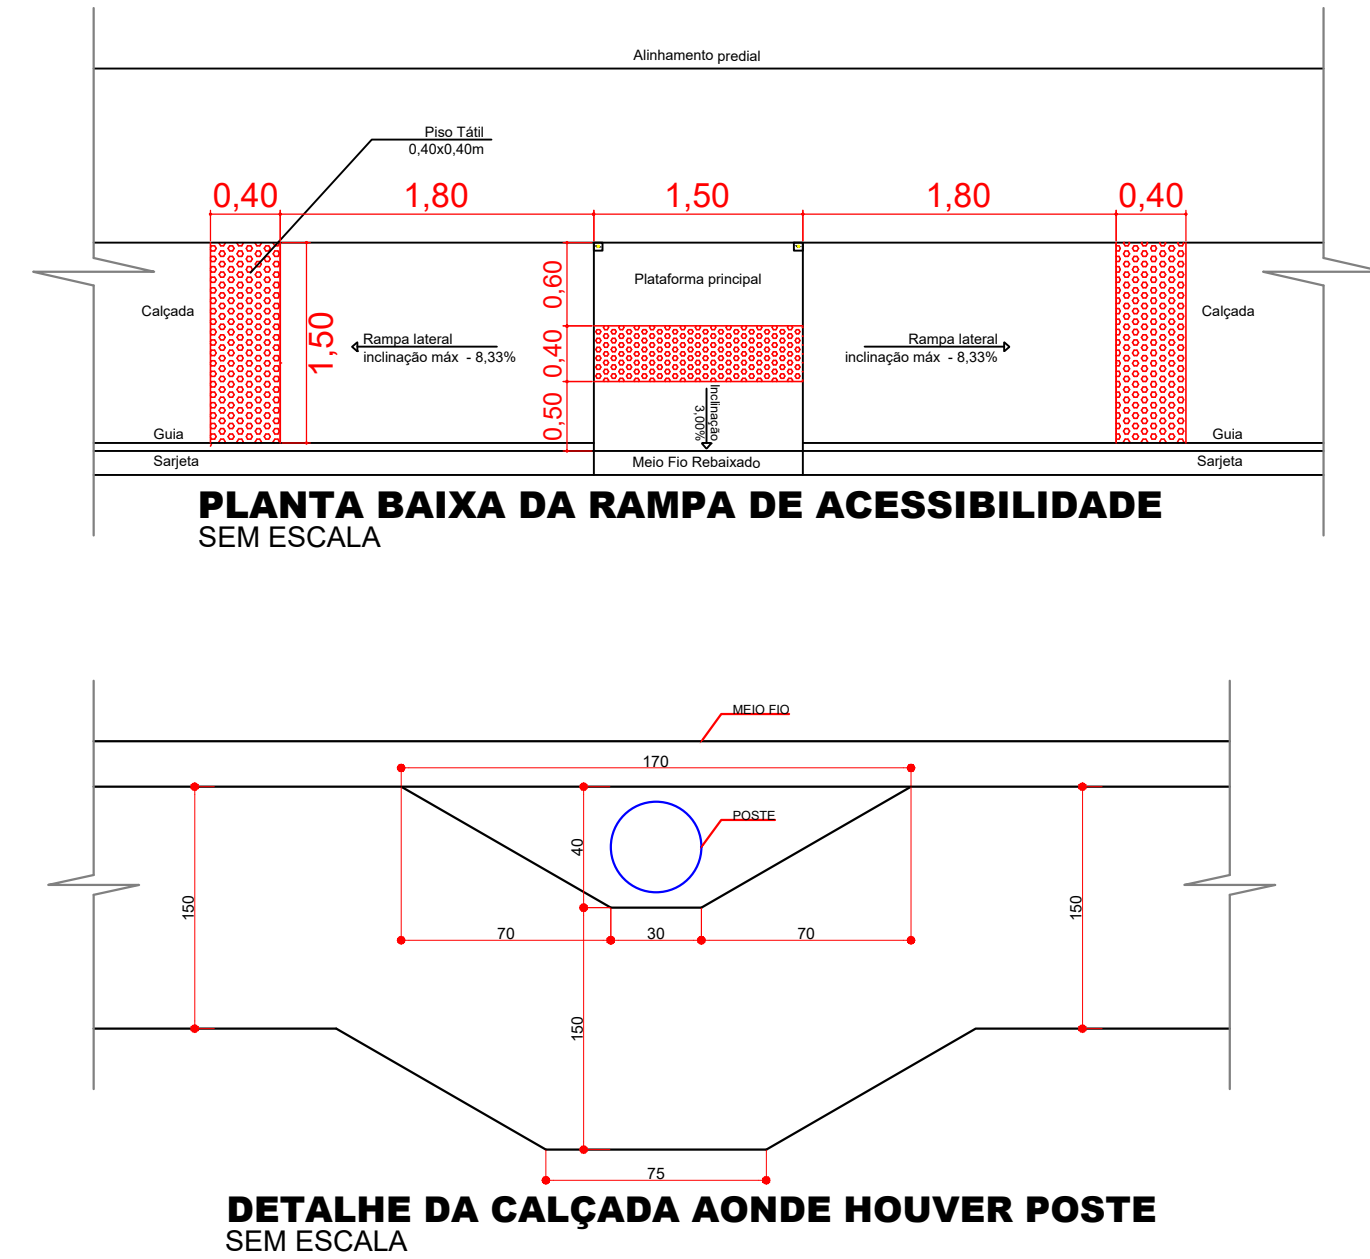 Alinhamento predial
Piso Tátil
0,40x0,40m
0,40
1,80
1,50
1,80
0,40
0,60
Plataforma principal
Calçada
Calçada
1,50
Rampa lateral
inclinação máx - 8,33%
0,40
Rampa lateral
inclinação máx - 8,33%
0,50
Inclinação
3,00%
Guia
Guia
Sarjeta
Meio Fio Rebaixado
Sarjeta
PLANTA BAIXA DA RAMPA DE ACESSIBILIDADE
SEM ESCALA
MEIO FIO
170
POSTE
40
150
150
70
30
70
150
75
DETALHE DA CALÇADA AONDE HOUVER POSTE
SEM ESCALA